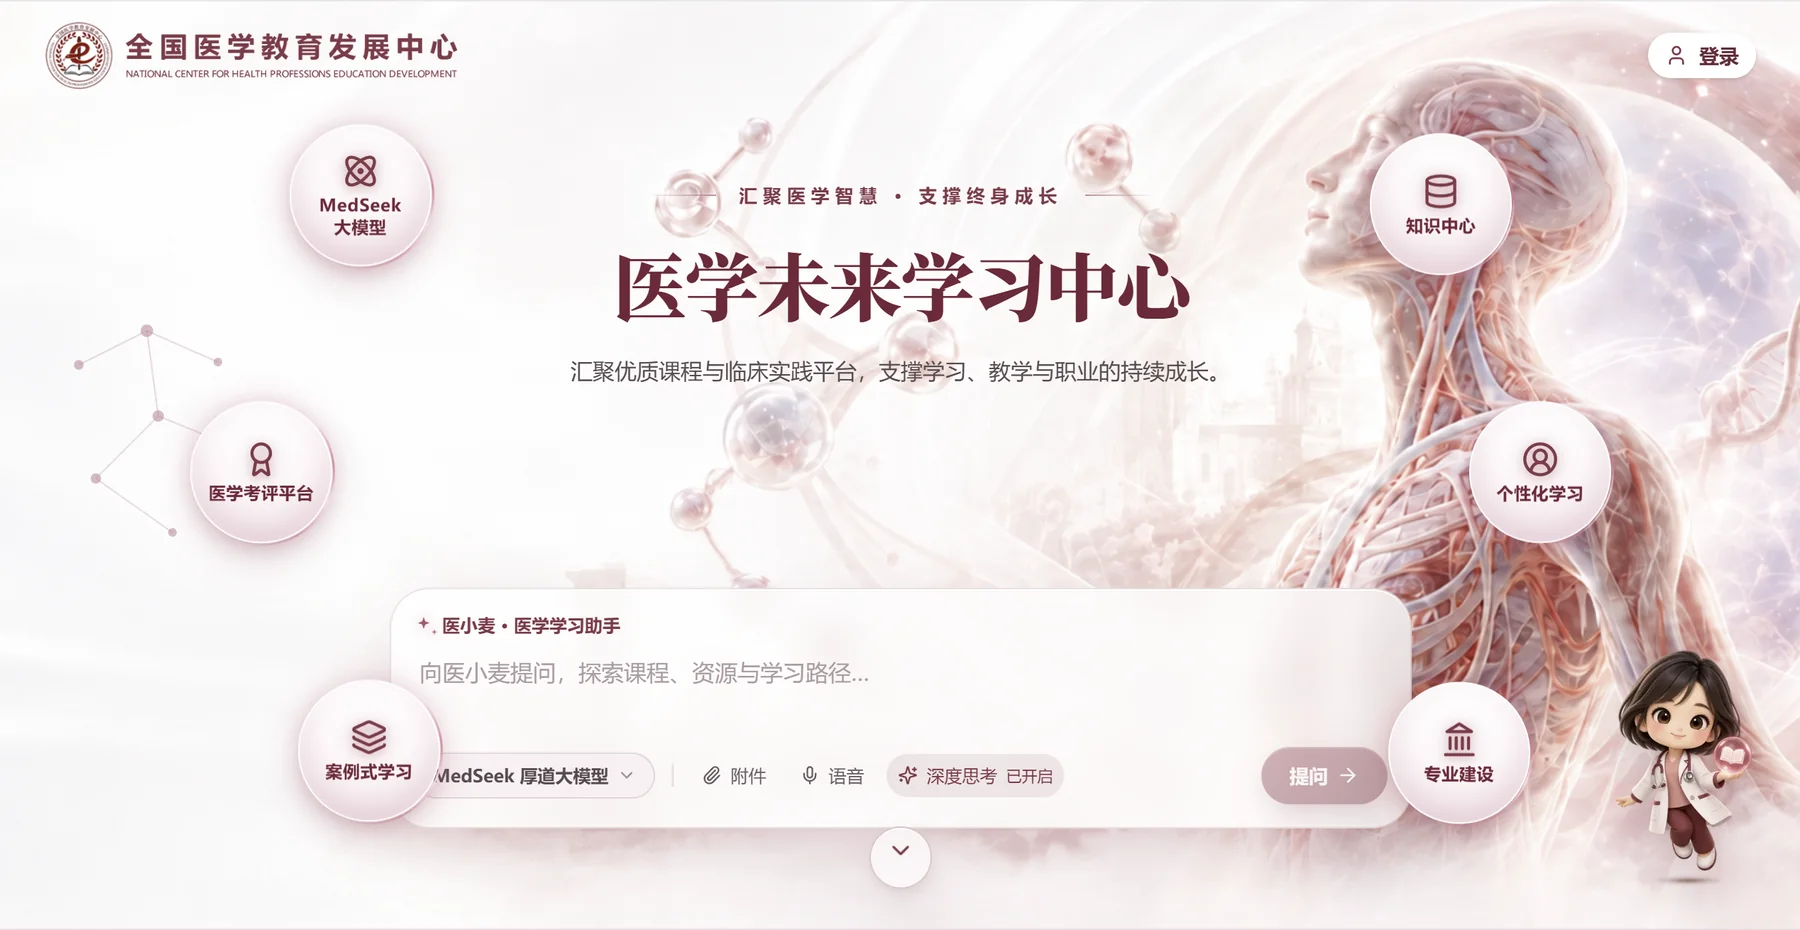 全国医学教育发展中心
NATIONAL CENTER FOR HEALTH PROFESSIONS EDUCATION DEVELOPMENT
登录
MedSeek
大模型
知识中心
汇聚医学智慧 • 支撑终身成长
医学未来学习中心
汇聚优质课程与临床实践平台，支撑学习、教学与职业的持续成长。
医学考评平台
个性化学习
医小麦 • 医学学习助手
向医小麦提问，探索课程、资源与学习路径...
案例式学习
MedSeek 厚道大模型
附件
语音
深度思考 已开启
提问
专业建设